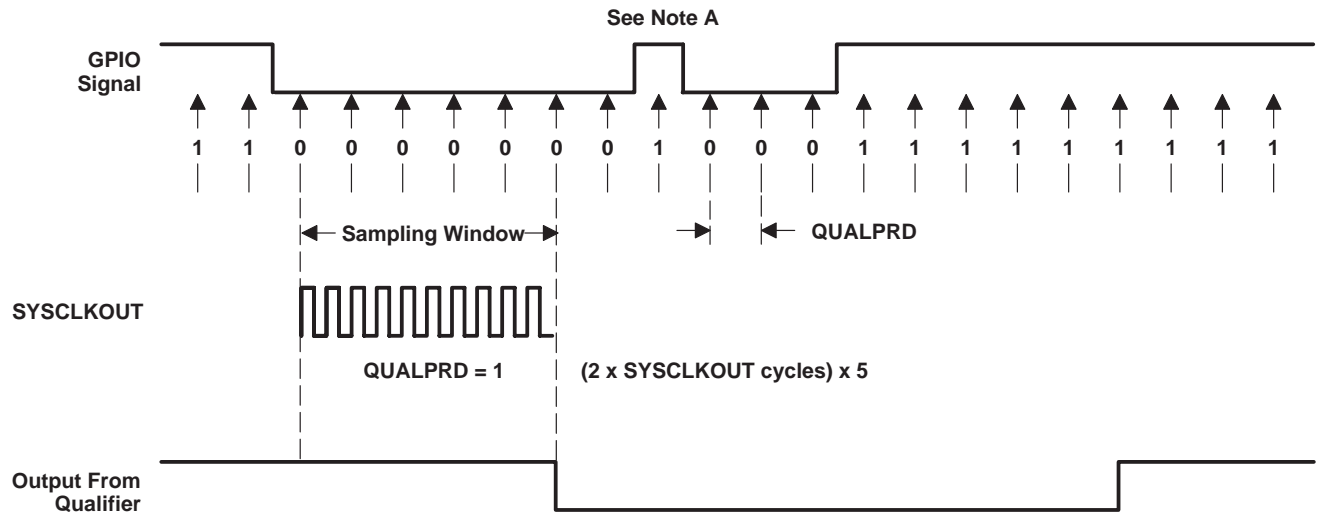 See Note A
GPIO
Signal
1 1 0 0 0 0 0 0 0 1 0 0 0 1 1 1 1 1 1 1 1 1
Sampling Window
QUALPRD
SYSCLKOUT
QUALPRD = 1
(2 x SYSCLKOUT cycles) x 5
Output From
Qualifier